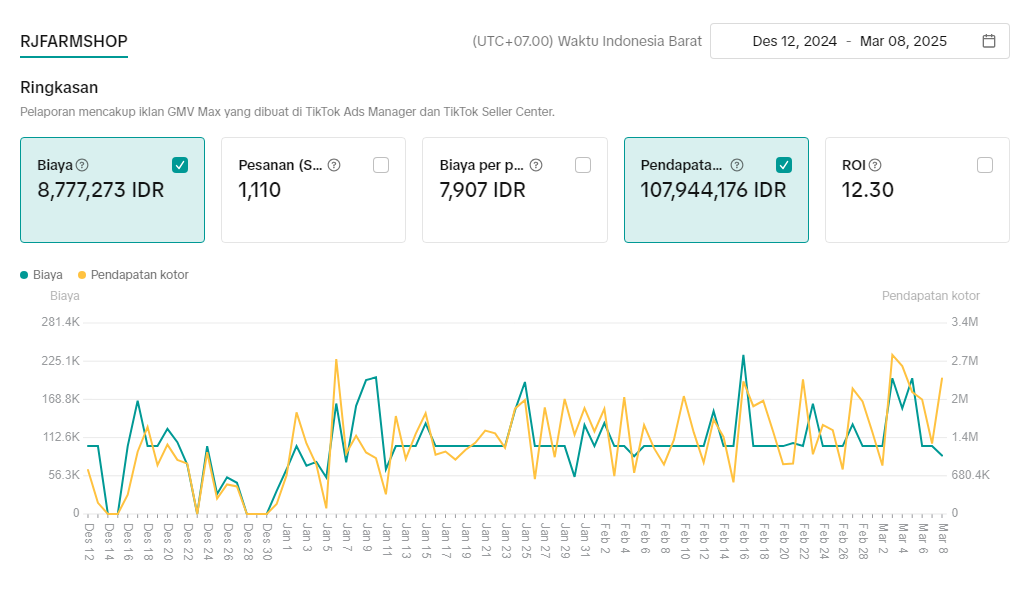 RJFARMSHOP
(UTC+07.00) Waktu Indonesia Barat
Des 12, 2024 - Mar 08, 2025
Ringkasan
Pelaporan mencakup iklan GMV Max yang dibuat di TikTok Ads Manager dan TikTok Seller Center.
Biaya
8,777,273 IDR
Pesanan (S...
1,110
Biaya per p...
7,907 IDR
Pendapata...
107,944,176 IDR
ROI
12.30
Biaya
Pendapatan kotor
Biaya
Pendapatan kotor
281.4K
3.4M
225.1K
2.7M
168.8K
2M
112.6K
1.4M
56.3K
680.4K
0
0
Des 12
Des 14
Des 16
Des 18
Des 20
Des 22
Des 24
Des 26
Des 28
Des 30
Jan 1
Jan 3
Jan 5
Jan 7
Jan 9
Jan 11
Jan 13
Jan 15
Jan 17
Jan 19
Jan 21
Jan 23
Jan 25
Jan 27
Jan 29
Jan 31
Feb 2
Feb 4
Feb 6
Feb 8
Feb 10
Feb 12
Feb 14
Feb 16
Feb 18
Feb 20
Feb 22
Feb 24
Feb 26
Feb 28
Mar 2
Mar 4
Mar 6
Mar 8